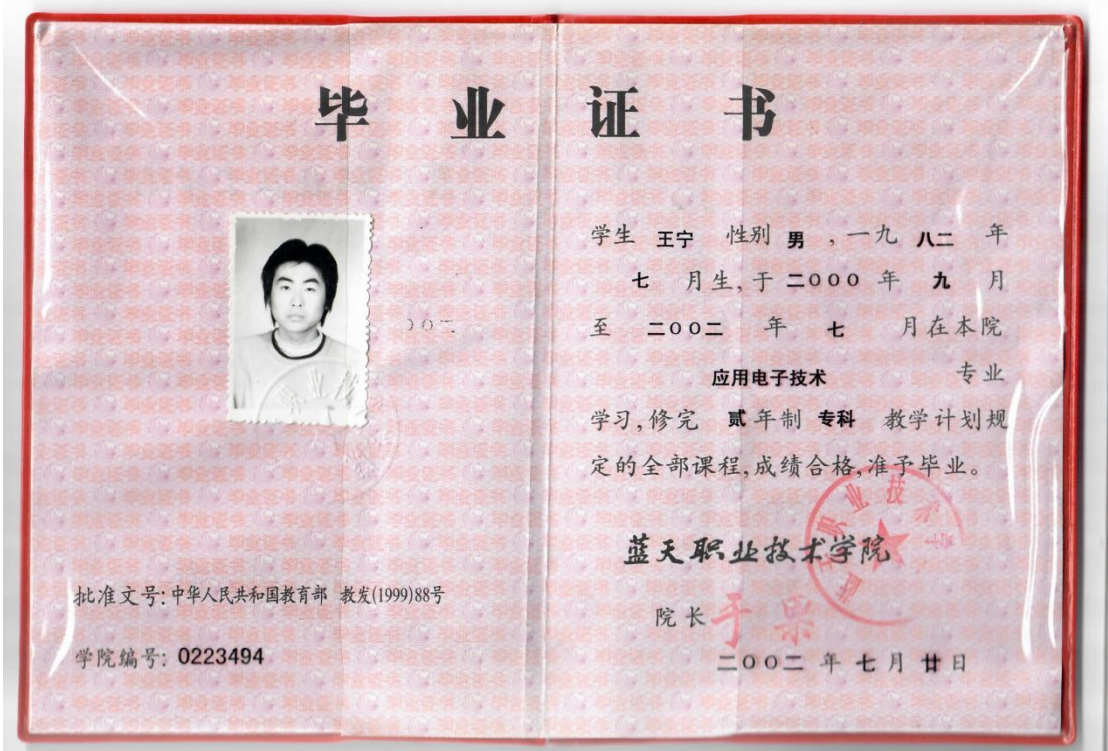 毕业证书
学生 王宁 性别 男，一九 八二 年
七 月生，于 二000 年 九 月
至 二00二 年 七 月在本院
应用电子技术 专业
学习，修完 贰年制 专科 教学计划规
定的全部课程，成绩合格，准予毕业。
蓝天职业技术学院
院长
二00二 年 七 月 廿 日
批准文号：中华人民共和国教育部 教发(1999)88号
学院编号：0223494